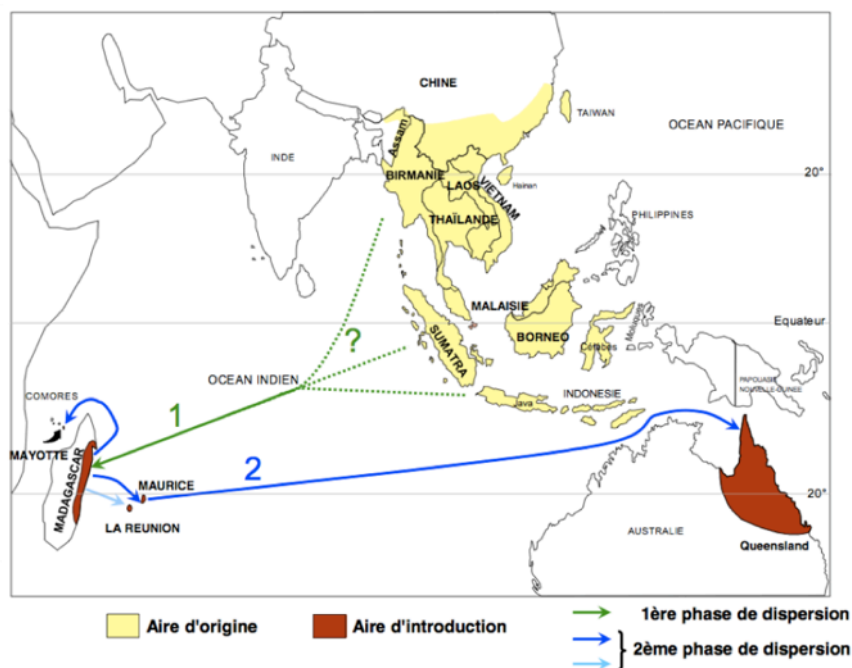 CHINE
TAIWAN
OCEAN PACIFIQUE
Assam
INDE
20°
BIRMANIE
LAOS
VIETNAM
Hainan
THAÏLANDE
PHILIPPINES
MALAISIE
Equateur
SUMATRA
BORNEO
Célèbes
Moluques
?
OCEAN INDIEN
INDONESIE
PAPOUASIE
NOUVELLE-GUINEE
Java
COMORES
1
MAYOTTE
2
MADAGASCAR
MAURICE
20°
LA REUNION
AUSTRALIE
Queensland
Aire d'origine
Aire d'introduction
1ère phase de dispersion
2ème phase de dispersion